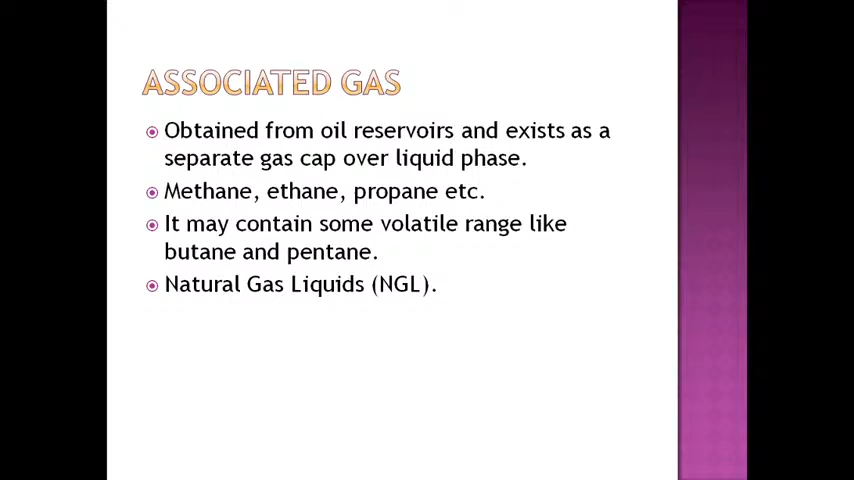 ASSOCIATED GAS
Obtained from oil reservoirs and exists as a
separate gas cap over liquid phase.
Methane, ethane, propane etc.
It may contain some volatile range like
butane and pentane.
Natural Gas Liquids (NGL).